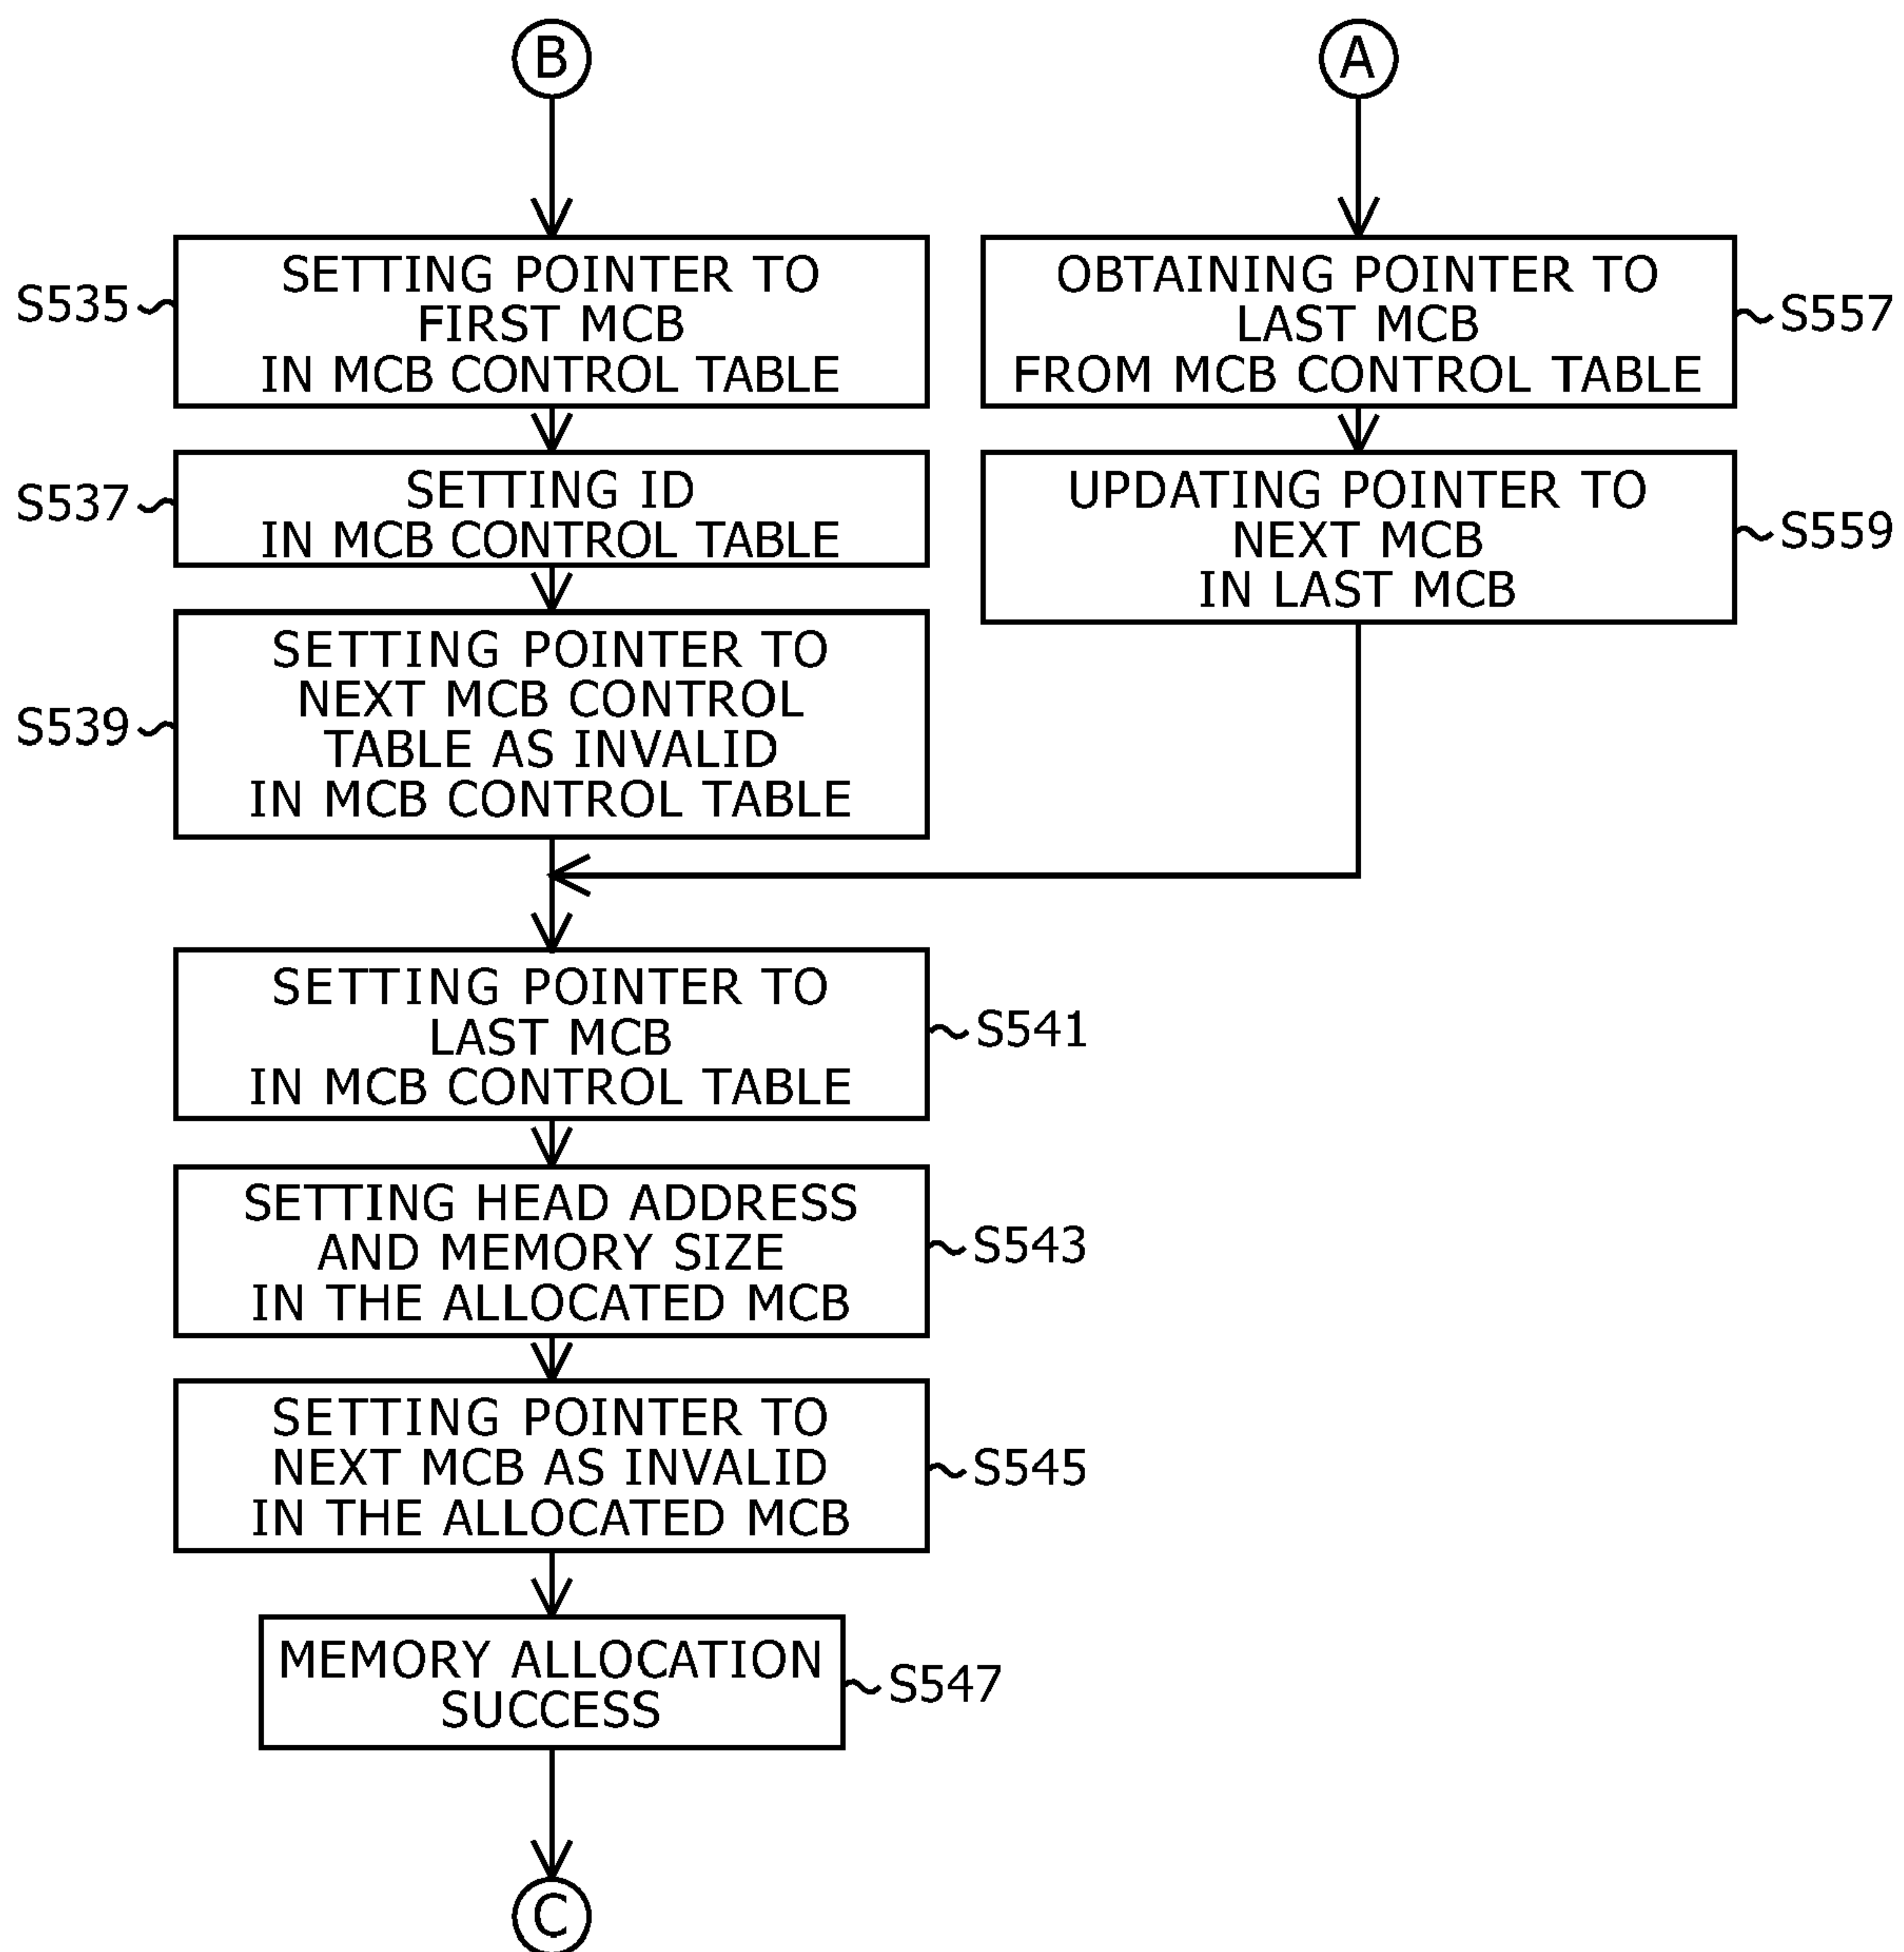 B
A
S535
SETTING POINTER TO
FIRST MCB
IN MCB CONTROL TABLE
OBTAINING POINTER TO
LAST MCB
FROM MCB CONTROL TABLE
S557
S537
SETTING ID
IN MCB CONTROL TABLE
UPDATING POINTER TO
NEXT MCB
IN LAST MCB
S559
S539
SETTING POINTER TO
NEXT MCB CONTROL
TABLE AS INVALID
IN MCB CONTROL TABLE
SETTING POINTER TO
LAST MCB
IN MCB CONTROL TABLE
S541
SETTING HEAD ADDRESS
AND MEMORY SIZE
IN THE ALLOCATED MCB
S543
SETTING POINTER TO
NEXT MCB AS INVALID
IN THE ALLOCATED MCB
S545
MEMORY ALLOCATION
SUCCESS
S547
C